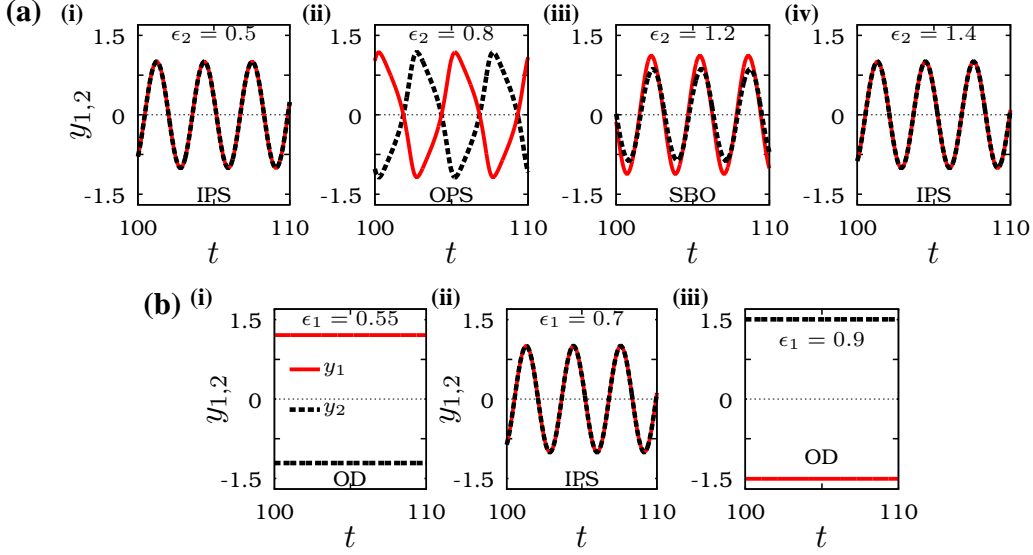 (a)
(i)
ϵ₂ = 0.5
1.5
0
-1.5
y₁,₂
IPS
100
110
t
(ii)
ϵ₂ = 0.8
1.5
0
-1.5
OPS
100
110
t
(iii)
ϵ₂ = 1.2
1.5
0
-1.5
SBO
100
110
t
(iv)
ϵ₂ = 1.4
1.5
0
-1.5
IPS
100
110
t
(b)
(i)
ϵ₁ = 0.55
1.5
0
-1.5
y₁,₂
y₁
y₂
OD
100
110
t
(ii)
ϵ₁ = 0.7
1.5
0
-1.5
IPS
100
110
t
(iii)
ϵ₁ = 0.9
1.5
0
-1.5
OD
100
110
t